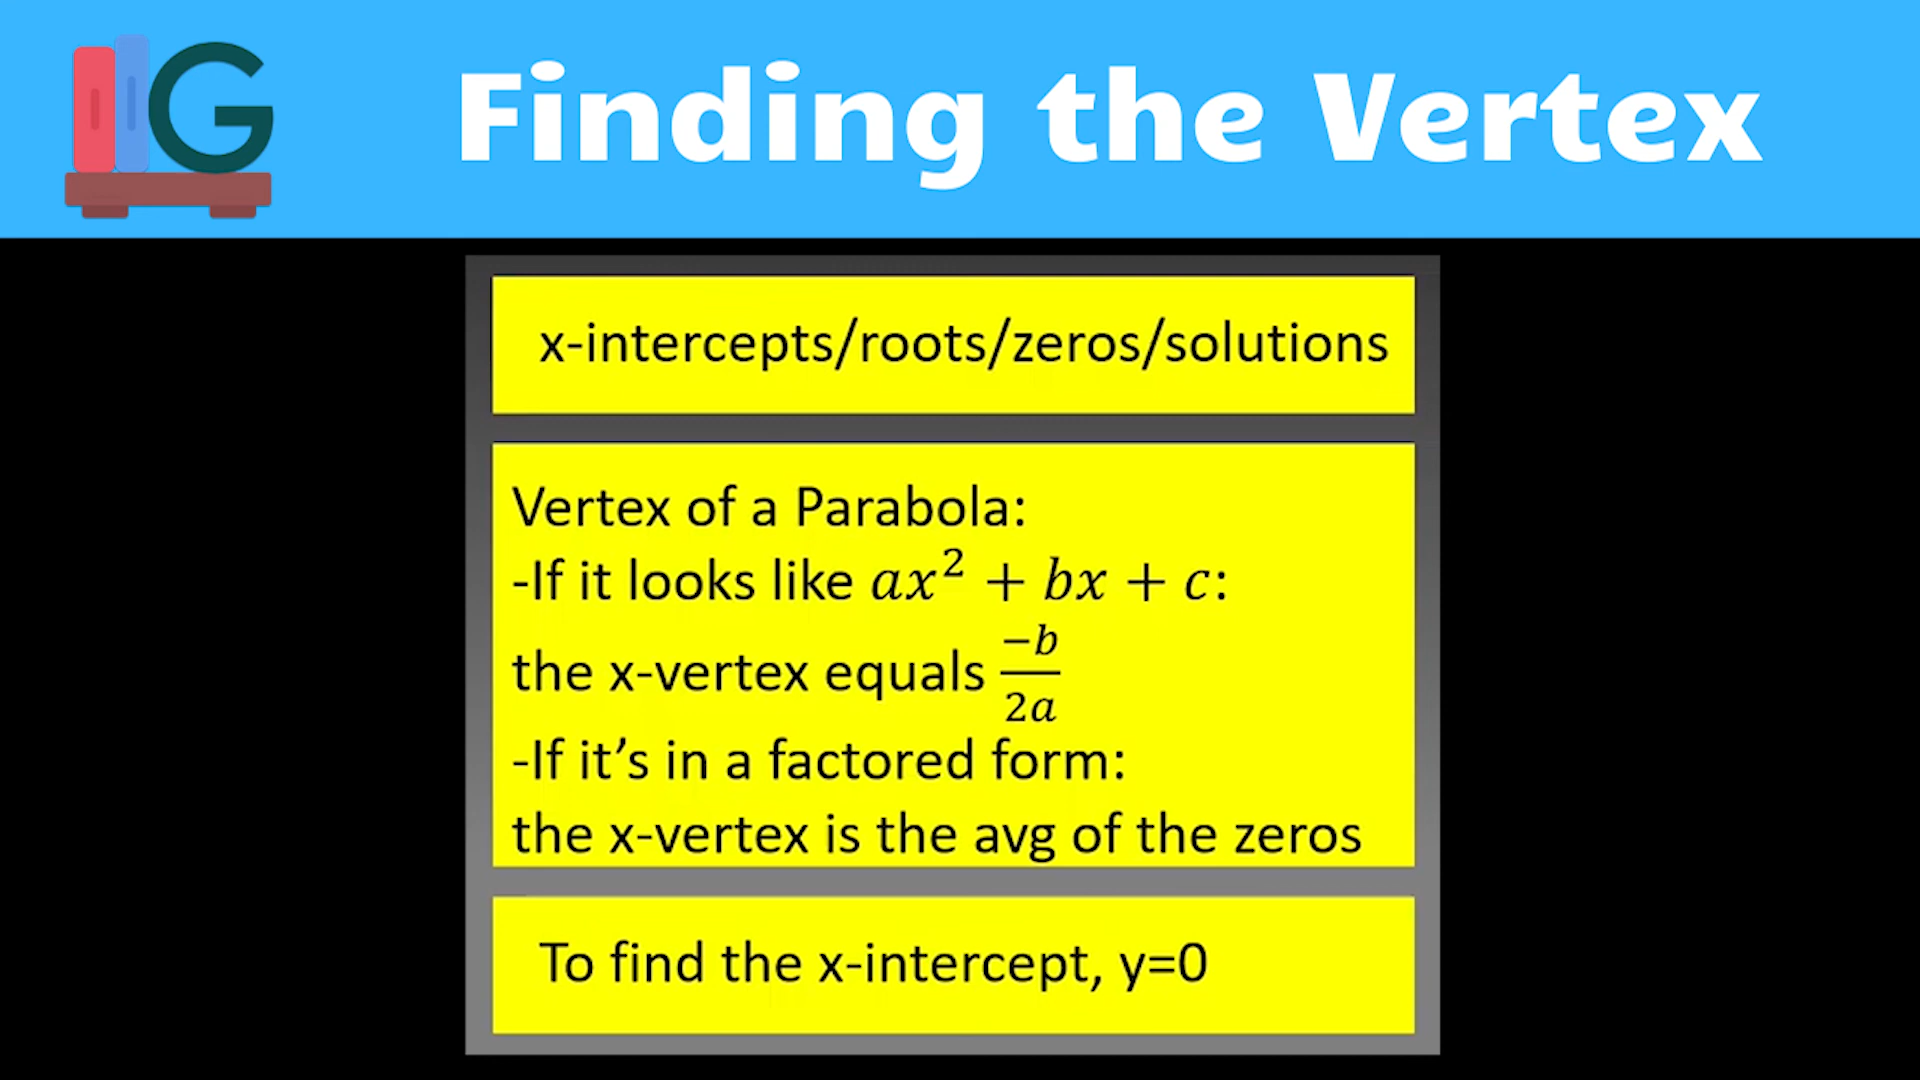 G
Finding the Vertex
x-intercepts/roots/zeros/solutions
Vertex of a Parabola:
-If it looks like 𝑎𝑥² + 𝑏𝑥 + 𝑐:
the x-vertex equals −𝑏/2𝑎
-If it’s in a factored form:
the x-vertex is the avg of the zeros
To find the x-intercept, y=0